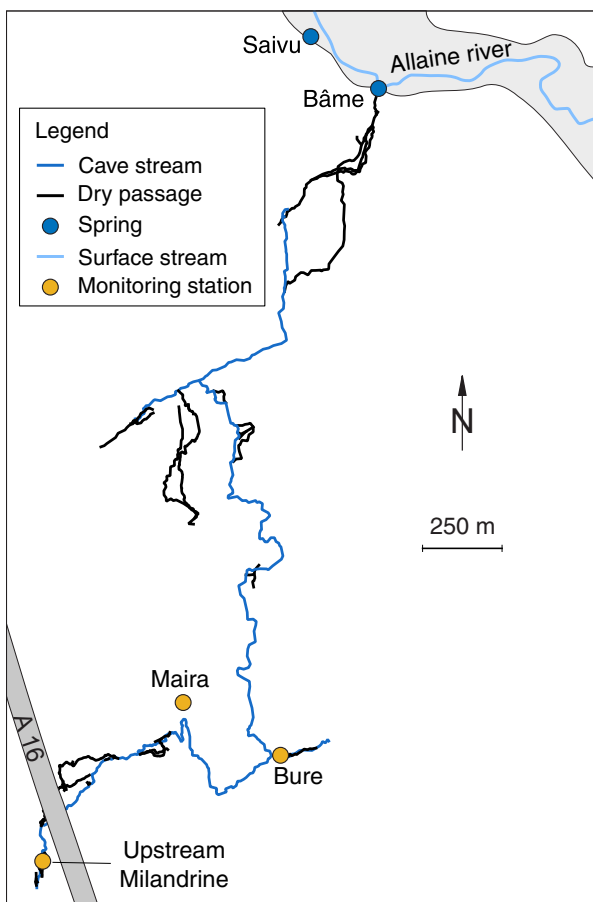 Saivu
Allaine river
Bâme
Legend
Cave stream
Dry passage
Spring
Surface stream
Monitoring station
N
250 m
Maira
A 16
Bure
Upstream
Milandrine